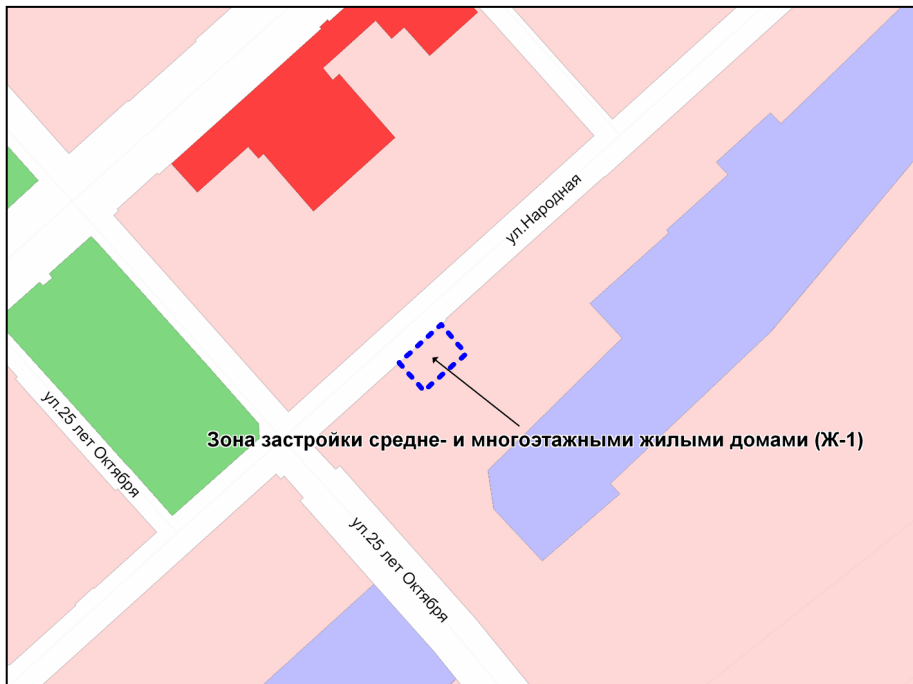 ул.Народная
Зона застройки средне- и многоэтажными жилыми домами (Ж-1)
ул.25 лет Октября
ул.25 лет Октября